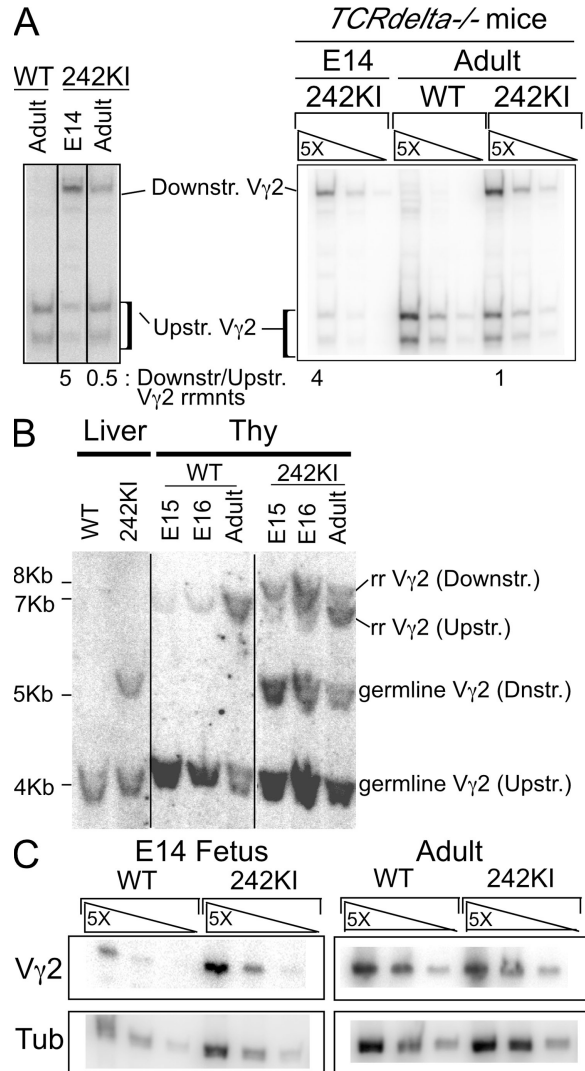 A
TCRdelta-/- mice
WT 242KI
E14 Adult
242KI WT 242KI
Adult E14 Adult
5X 5X 5X
Downstr. Vγ2
Upstr. Vγ2
5 0.5 : Downstr/Upstr. Vγ2 rrmnts
4 1
B
Liver Thy
WT 242KI
WT 242KI E15 E16 Adult E15 E16 Adult
8Kb
7Kb
5Kb
4Kb
rr Vγ2 (Downstr.)
rr Vγ2 (Upstr.)
germline Vγ2 (Dnstr.)
germline Vγ2 (Upstr.)
C
E14 Fetus Adult
WT 242KI WT 242KI
5X 5X 5X 5X
Vγ2
Tub